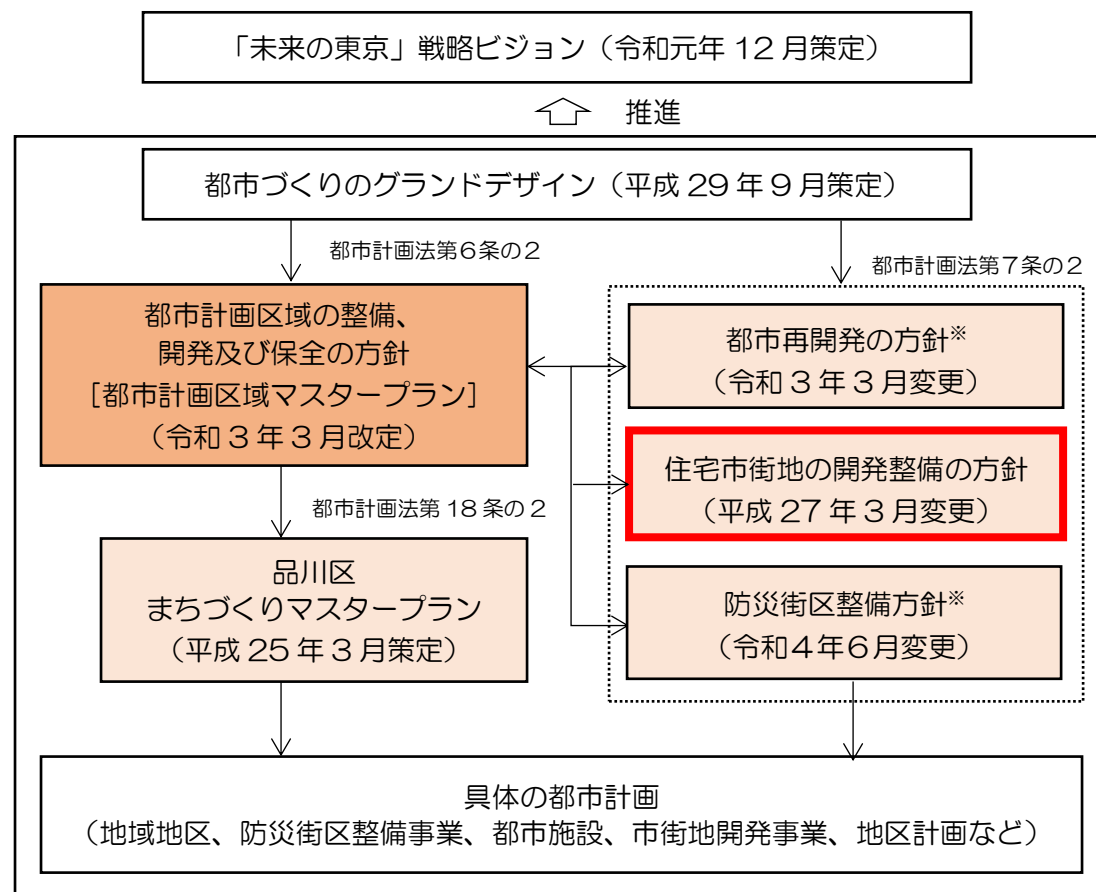 「未来の東京」戦略ビジョン（令和元年 12 月策定）
推進
都市づくりのグランドデザイン（平成 29 年 9 月策定）
都市計画法第６条の２
都市計画法第７条の２
都市計画区域の整備、
開発及び保全の方針
［都市計画区域マスタープラン］
（令和 3 年 3 月改定）
都市再開発の方針※
（令和 3 年 3 月変更）
住宅市街地の開発整備の方針
（平成 27 年 3 月変更）
都市計画法第 18 条の２
品川区
まちづくりマスタープラン
（平成 25 年 3 月策定）
防災街区整備方針※
（令和４年６月変更）
具体の都市計画
（地域地区、防災街区整備事業、都市施設、市街地開発事業、地区計画など）